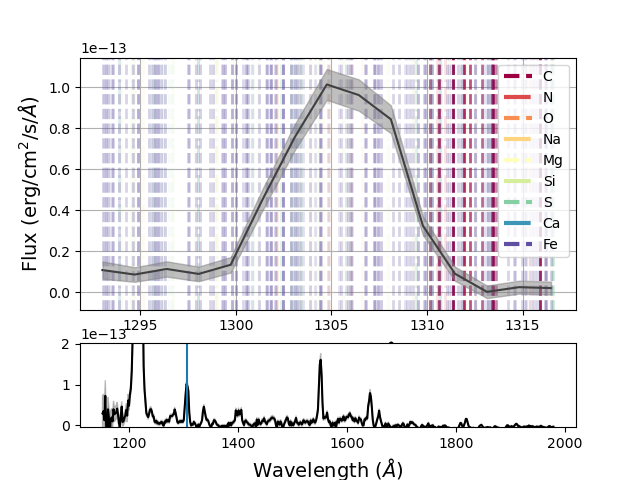 1e−13
Flux (erg/cm²/s/Å)
1.0
0.8
0.6
0.4
0.2
0.0
C
N
O
Na
Mg
Si
S
Ca
Fe
1295 1300 1305 1310 1315
1e−13
2
1
0
1200 1400 1600 1800 2000
Wavelength (Å)